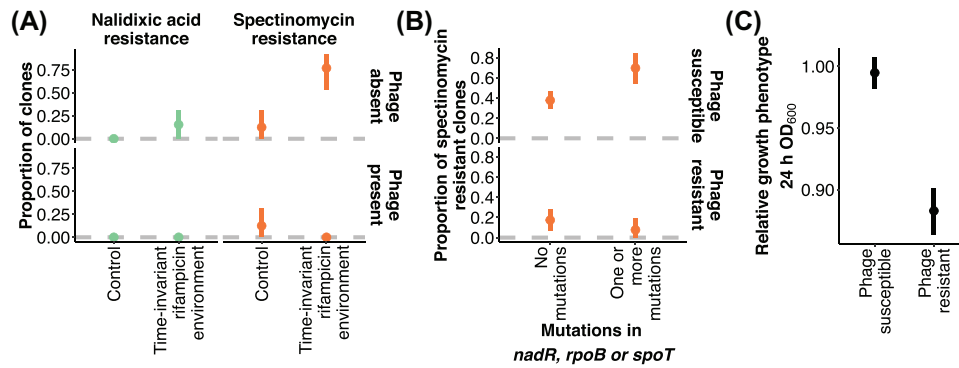 (A)
Nalidixic acid
resistance
Spectinomycin
resistance
Proportion of clones
0.75
0.50
0.25
0.00
Phage
absent
0.75
0.50
0.25
0.00
Phage
present
Control
Time-invariant
rifampicin
environment
Control
Time-invariant
rifampicin
environment
(B)
Proportion of spectinomycin
resistant clones
0.8
0.6
0.4
0.2
0.0
Phage
susceptible
0.8
0.6
0.4
0.2
0.0
Phage
resistant
No
mutations
One or
more
mutations
Mutations in
nadR, rpoB or spoT
(C)
Relative growth phenotype
24 h OD600
1.00
0.95
0.90
Phage
susceptible
Phage
resistant